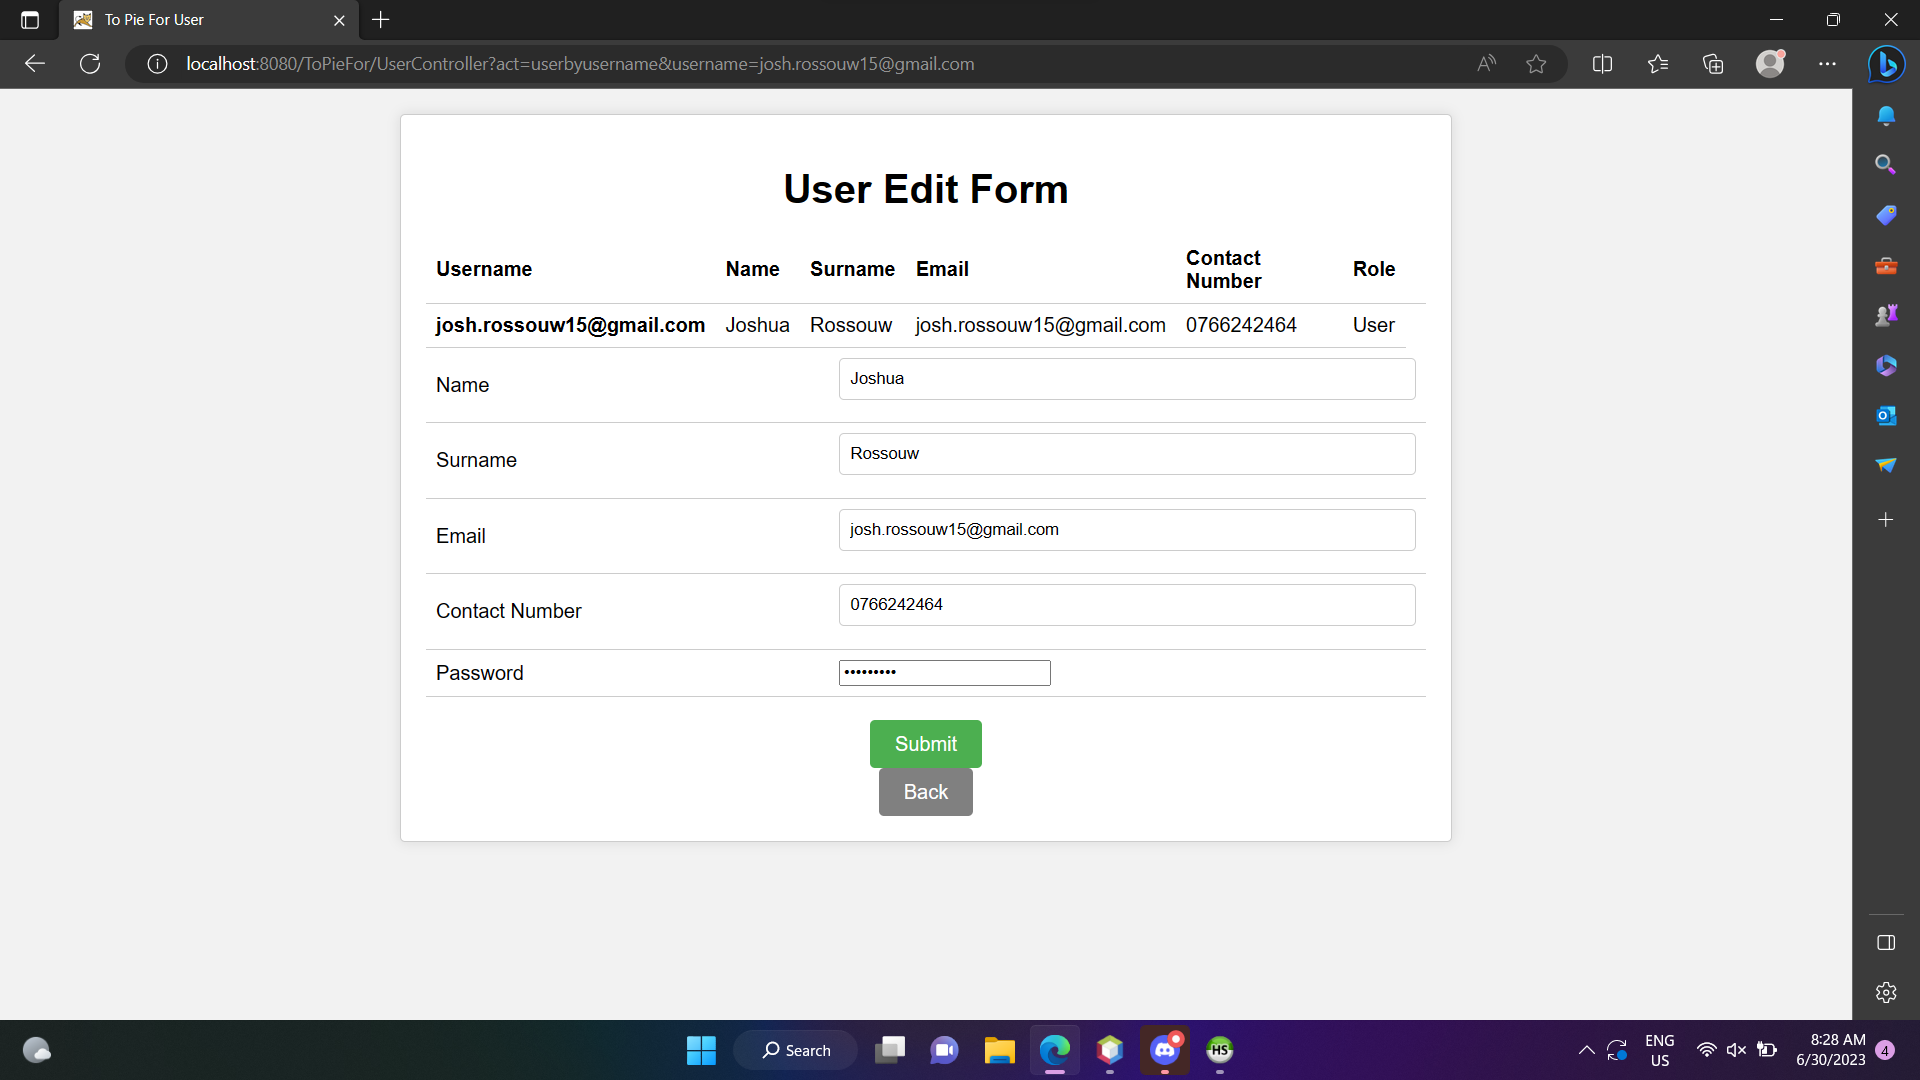 To Pie For User
localhost:8080/ToPieFor/UserController?act=userbyusername&username=josh.rossouw15@gmail.com
User Edit Form
Username Name Surname Email Contact Number Role
josh.rossouw15@gmail.com Joshua Rossouw josh.rossouw15@gmail.com 0766242464 User
Name Joshua
Surname Rossouw
Email josh.rossouw15@gmail.com
Contact Number 0766242464
Password •••••••••
Submit
Back
Search
HS
ENG
US
8:28 AM
6/30/2023
4